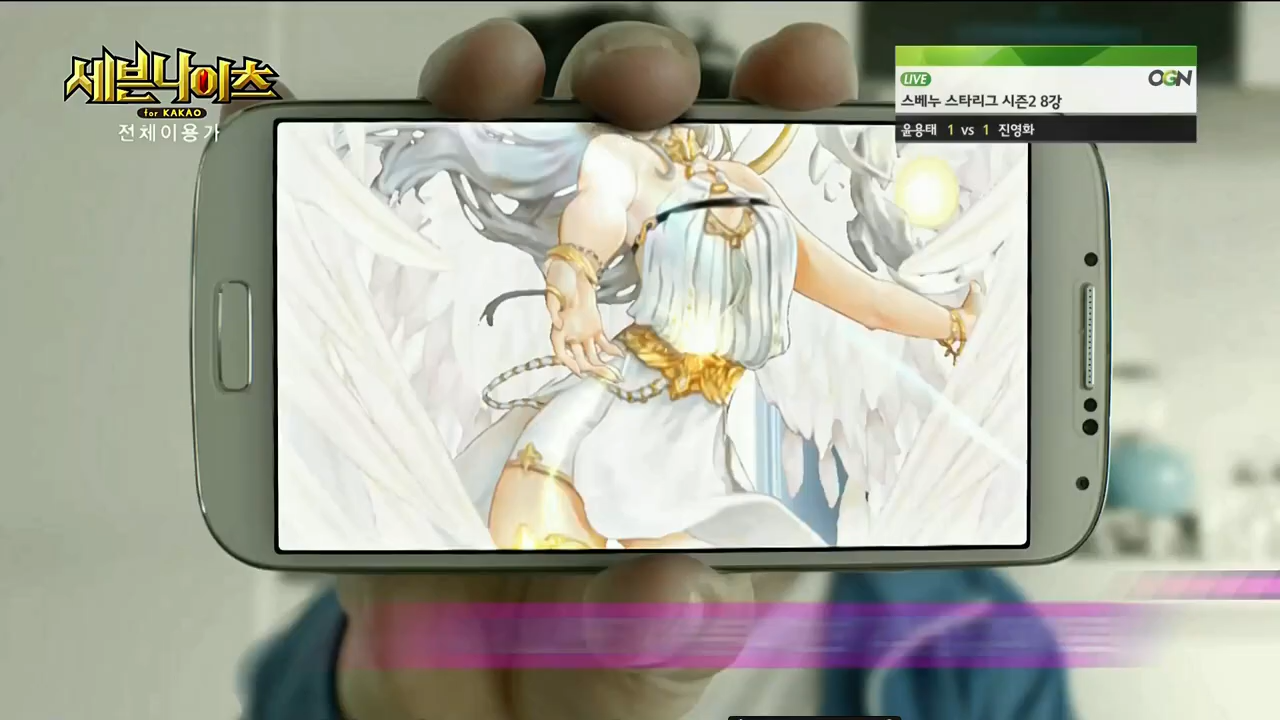 세븐나이츠
for KAKAO
전체이용가
LIVE
OGN
스베누 스타리그 시즌2 8강
윤용태 1 vs 1 진영화